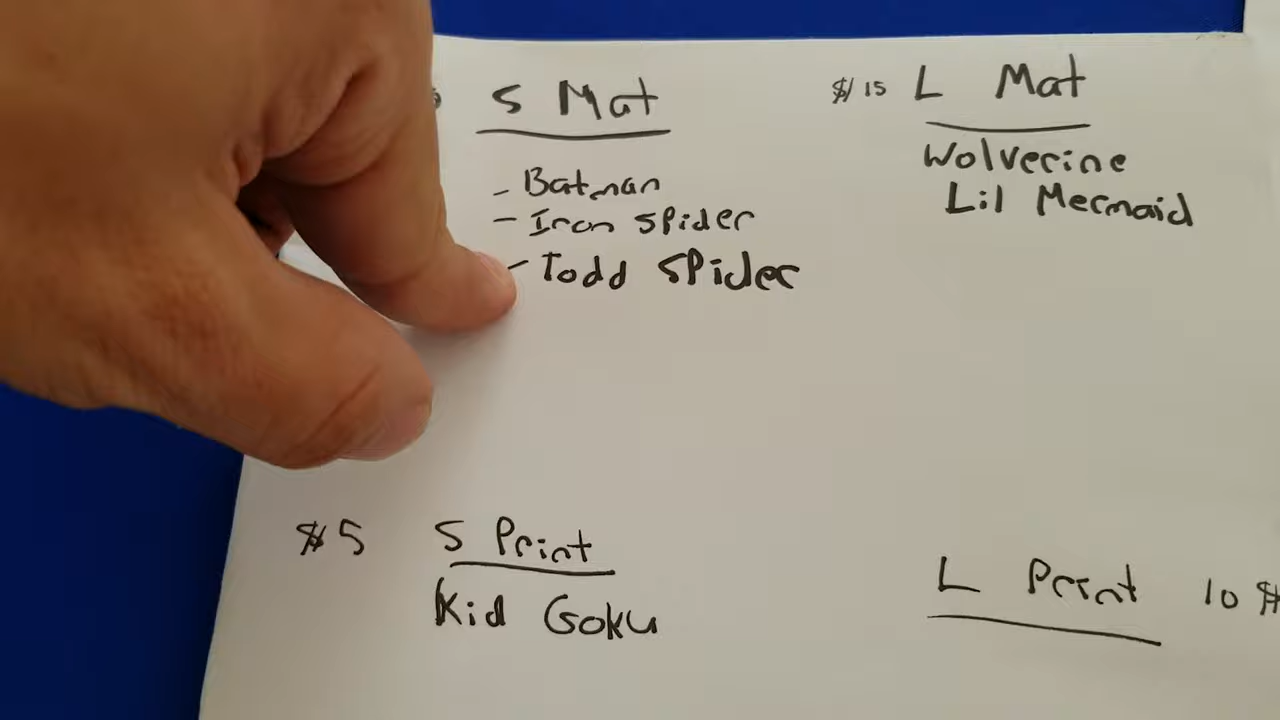 S Mat
- Batman
- Iron Spider
- Todd Spider
$15 L Mat
Wolverine
Lil Mermaid
$5 S Print
Kid Goku
L Print 10$